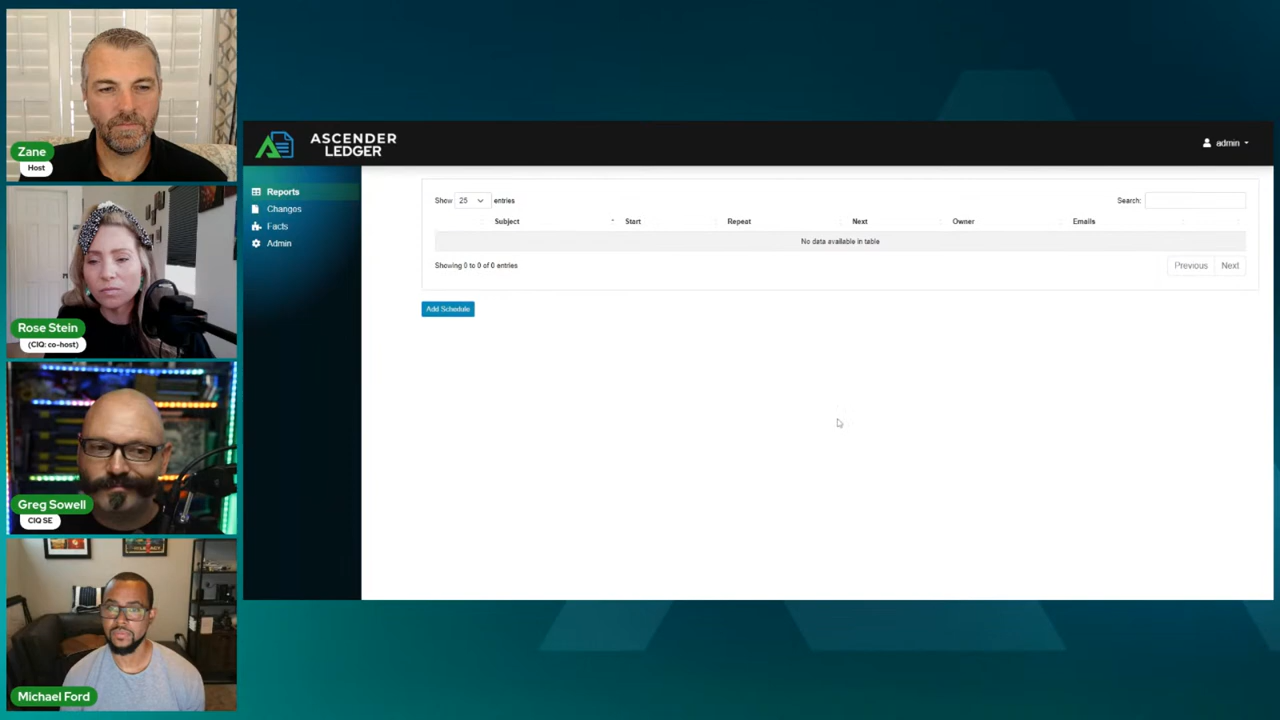 Zane
Host
Rose Stein
(CIQ: co-host)
Greg Sowell
CIQ SE
Michael Ford
ASCENDER
LEDGER
admin
Reports
Changes
Facts
Admin
Show 25 entries
Search:
Subject Start Repeat Next Owner Emails
No data available in table
Showing 0 to 0 of 0 entries
Previous Next
Add Schedule